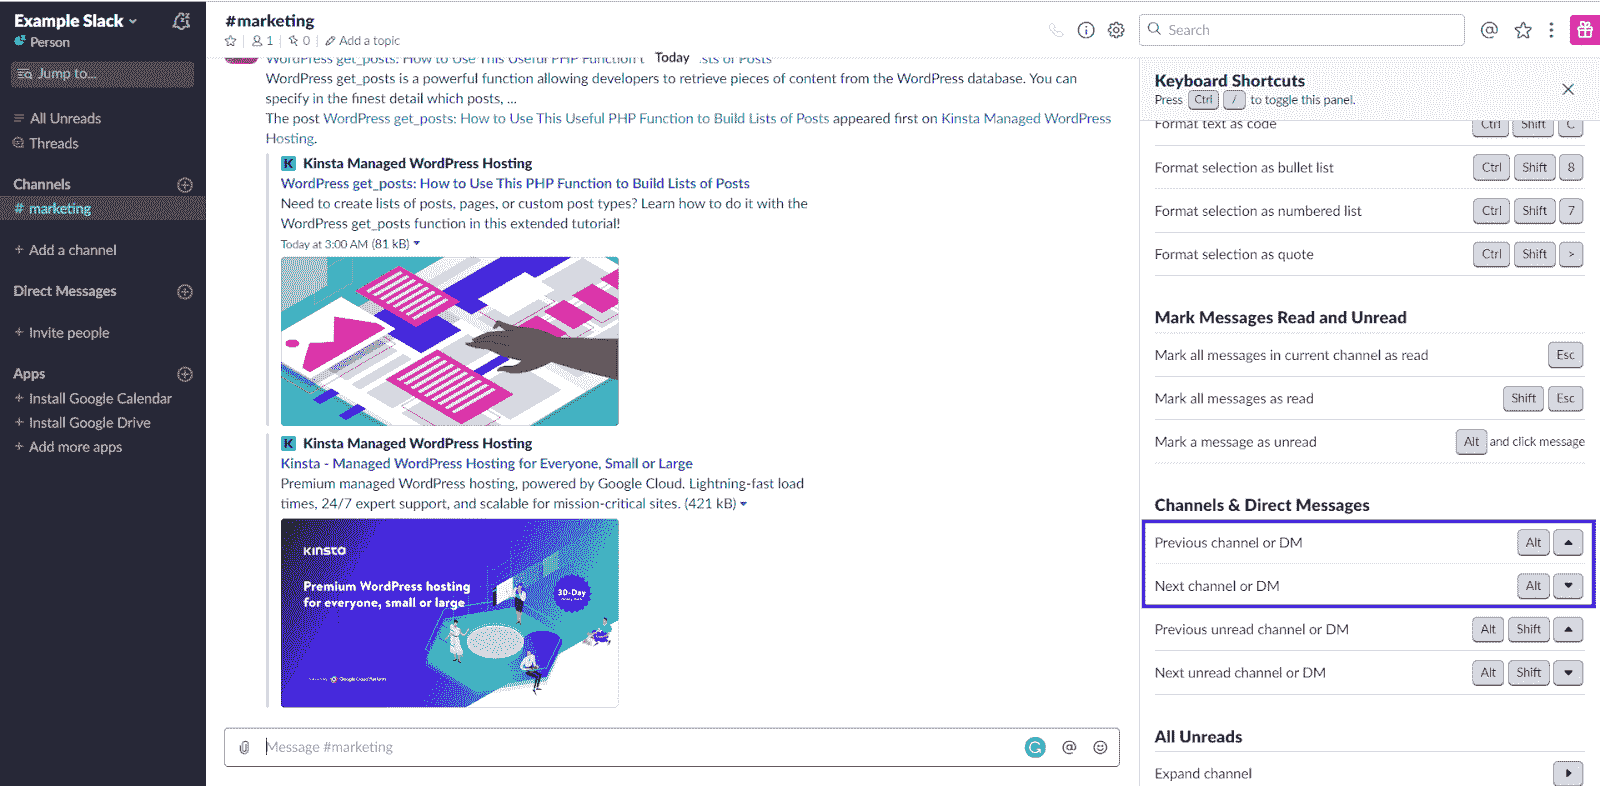 Example Slack
Person
Jump to...
All Unreads
Threads
Channels
# marketing
+ Add a channel
Direct Messages
+ Invite people
Apps
+ Install Google Calendar
+ Install Google Drive
+ Add more apps
#marketing
1 | 0 | Add a topic
Search
WordPress get_posts: How to Use This Useful PHP Function t
Today
sts of Posts
WordPress get_posts is a powerful function allowing developers to retrieve pieces of content from the WordPress database. You can
specify in the finest detail which posts, ...
The post WordPress get_posts: How to Use This Useful PHP Function to Build Lists of Posts appeared first on Kinsta Managed WordPress
Hosting.
K Kinsta Managed WordPress Hosting
WordPress get_posts: How to Use This PHP Function to Build Lists of Posts
Need to create lists of posts, pages, or custom post types? Learn how to do it with the
WordPress get_posts function in this extended tutorial!
Today at 3:00 AM (81 kB)
K Kinsta Managed WordPress Hosting
Kinsta - Managed WordPress Hosting for Everyone, Small or Large
Premium managed WordPress hosting, powered by Google Cloud. Lightning-fast load
times, 24/7 expert support, and scalable for mission-critical sites. (421 kB)
KINSTA
Premium WordPress hosting
for everyone, small or large
30-Day
Google Cloud Platform
Message #marketing
Keyboard Shortcuts
Press Ctrl / to toggle this panel.
Format text as code Ctrl Shift C
Format selection as bullet list Ctrl Shift 8
Format selection as numbered list Ctrl Shift 7
Format selection as quote Ctrl Shift >
Mark Messages Read and Unread
Mark all messages in current channel as read Esc
Mark all messages as read Shift Esc
Mark a message as unread Alt and click message
Channels & Direct Messages
Previous channel or DM Alt ▲
Next channel or DM Alt ▼
Previous unread channel or DM Alt Shift ▲
Next unread channel or DM Alt Shift ▼
All Unreads
Expand channel ▶